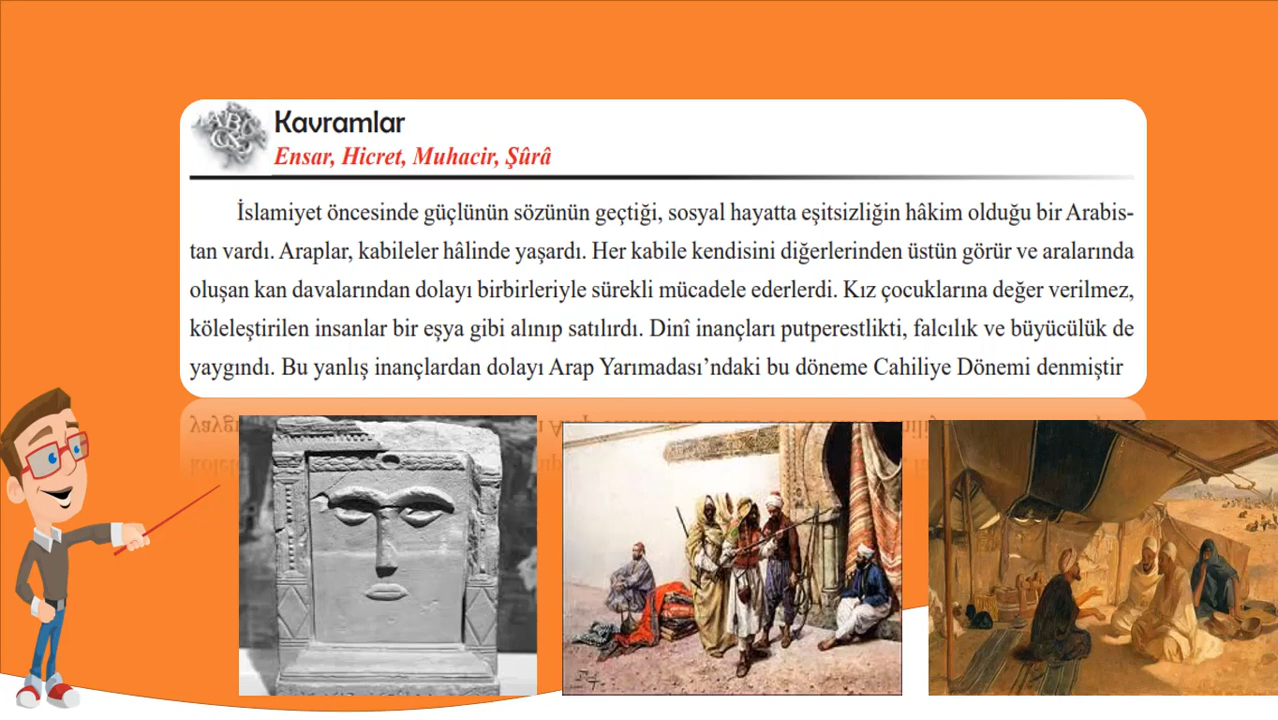 Kavramlar
Ensar, Hicret, Muhacir, Şûrâ
İslamiyet öncesinde güçlünün sözünün geçtiği, sosyal hayatta eşitsizliğin hâkim olduğu bir Arabis-
tan vardı. Araplar, kabileler hâlinde yaşardı. Her kabile kendisini diğerlerinden üstün görür ve aralarında
oluşan kan davalarından dolayı birbirleriyle sürekli mücadele ederlerdi. Kız çocuklarına değer verilmez,
köleleştirilen insanlar bir eşya gibi alınıp satılırdı. Dinî inançları putperestlikti, falcılık ve büyücülük de
yaygındı. Bu yanlış inançlardan dolayı Arap Yarımadası’ndaki bu döneme Cahiliye Dönemi denmiştir